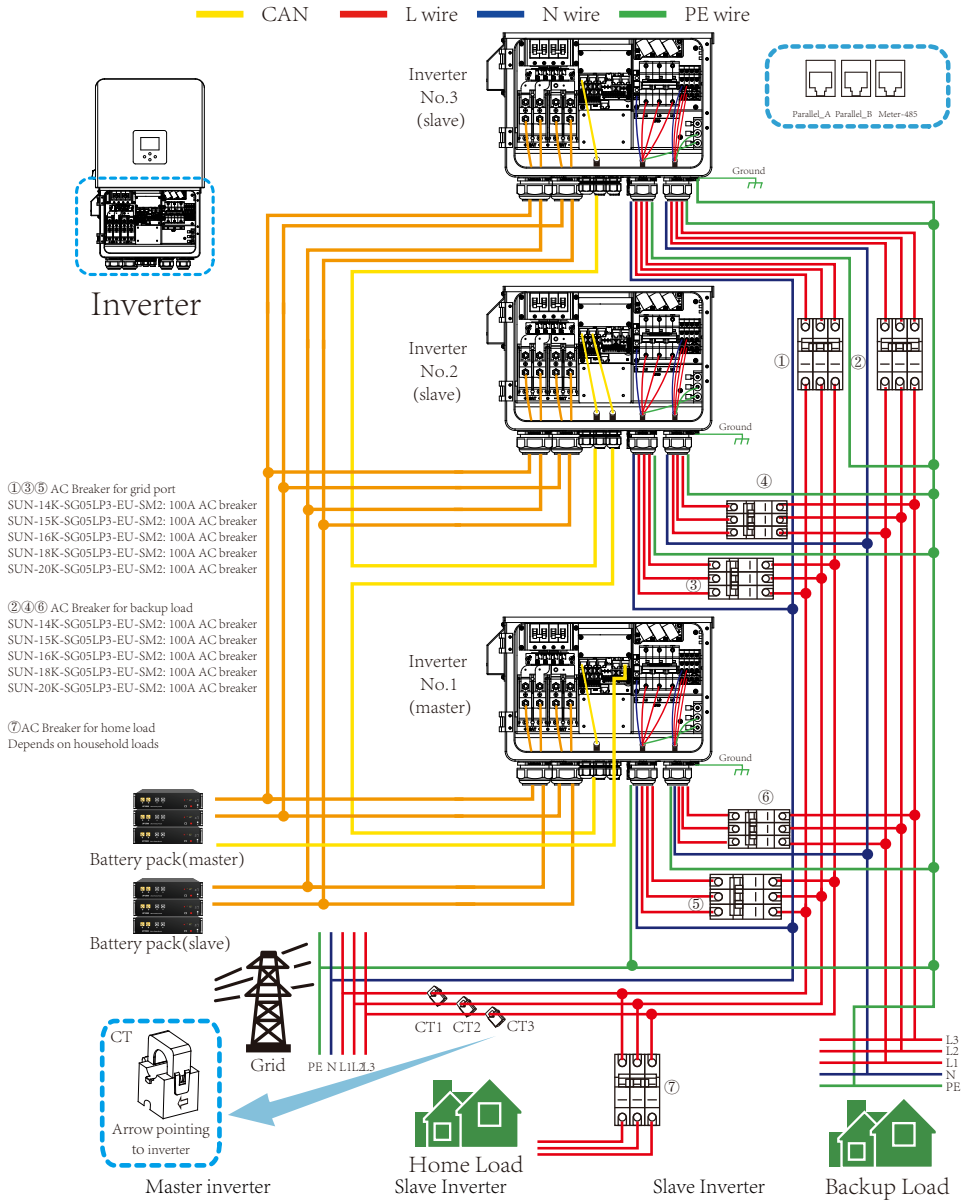 CAN L wire N wire PE wire
Inverter
No.3
(slave)
Parallel_A Parallel_B Meter-485
Ground
Inverter
Inverter
No.2
(slave)
① ②
Ground
④
①③⑤ AC Breaker for grid port
SUN-14K-SG05LP3-EU-SM2: 100A AC breaker
SUN-15K-SG05LP3-EU-SM2: 100A AC breaker
SUN-16K-SG05LP3-EU-SM2: 100A AC breaker
SUN-18K-SG05LP3-EU-SM2: 100A AC breaker
SUN-20K-SG05LP3-EU-SM2: 100A AC breaker
③
②④⑥ AC Breaker for backup load
SUN-14K-SG05LP3-EU-SM2: 100A AC breaker
SUN-15K-SG05LP3-EU-SM2: 100A AC breaker
SUN-16K-SG05LP3-EU-SM2: 100A AC breaker
SUN-18K-SG05LP3-EU-SM2: 100A AC breaker
SUN-20K-SG05LP3-EU-SM2: 100A AC breaker
Inverter
No.1
(master)
⑦AC Breaker for home load
Depends on household loads
Ground
⑥
Battery pack(master)
⑤
Battery pack(slave)
CT1 CT2 CT3
CT
Grid
PE N L1L2L3
L3
L2
L1
N
PE
⑦
Arrow pointing
to inverter
Home Load
Backup Load
Master inverter Slave Inverter Slave Inverter